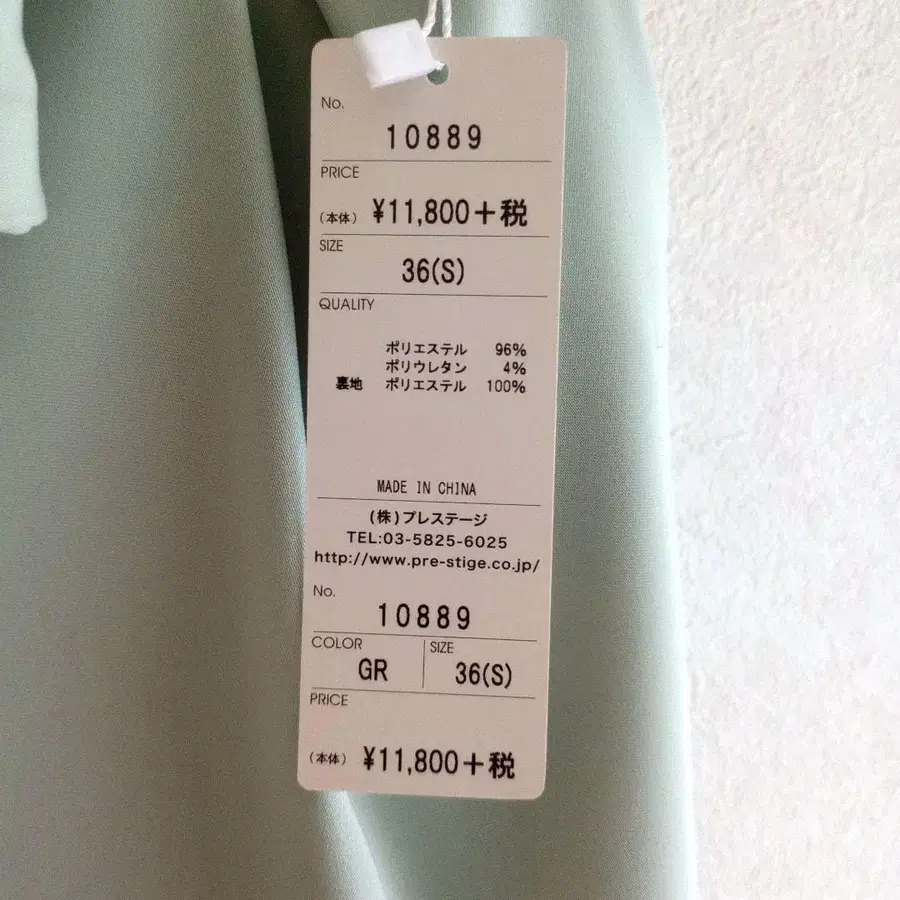 No.
10889
PRICE
(本体) ¥11,800+税
SIZE
36(S)
QUALITY
ポリエステル 96%
ポリウレタン 4%
裏地 ポリエステル 100%
MADE IN CHINA
(株)プレステージ
TEL:03-5825-6025
http://www.pre-stige.co.jp/
No.
10889
COLOR SIZE
GR 36(S)
PRICE
(本体) ¥11,800+税